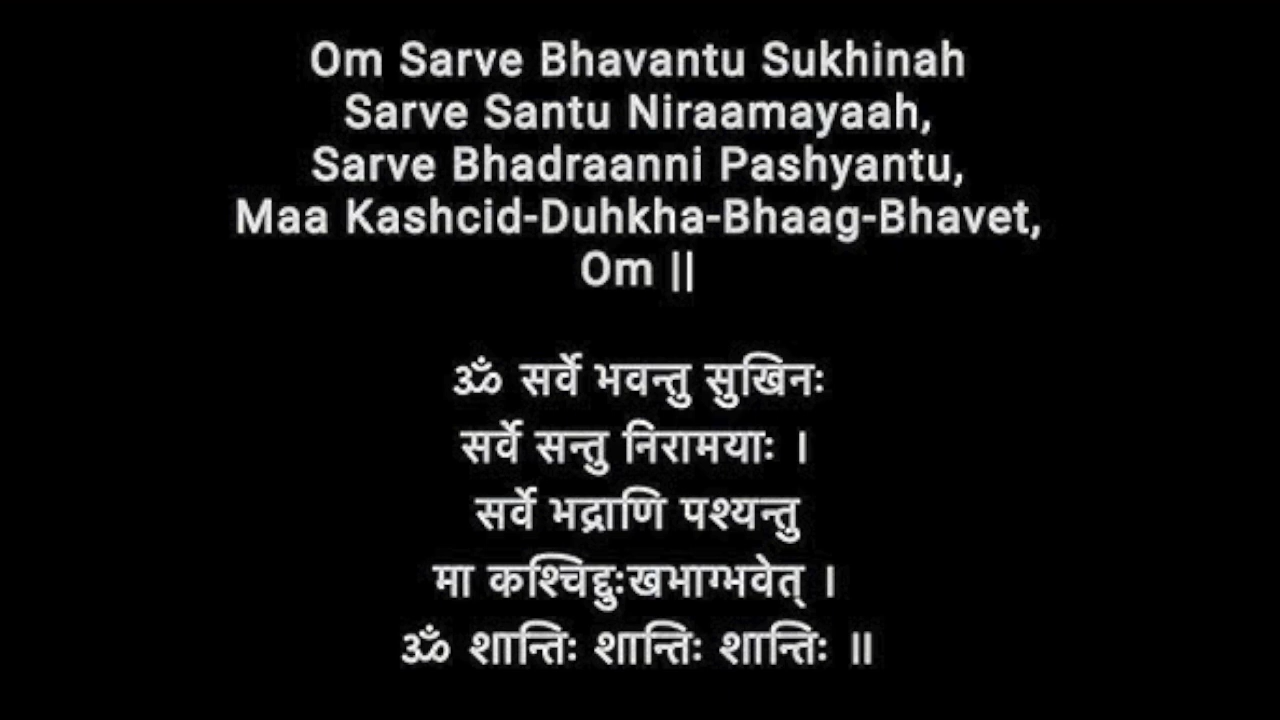 Om Sarve Bhavantu Sukhinah
Sarve Santu Niraamayaah,
Sarve Bhadraanni Pashyantu,
Maa Kashcid-Duhkha-Bhaag-Bhavet,
Om ||
ॐ सर्वे भवन्तु सुखिनः
सर्वे सन्तु निरामयाः ।
सर्वे भद्राणि पश्यन्तु
मा कश्चिद्दुःखभाग्भवेत् ।
ॐ शान्तिः शान्तिः शान्तिः ॥